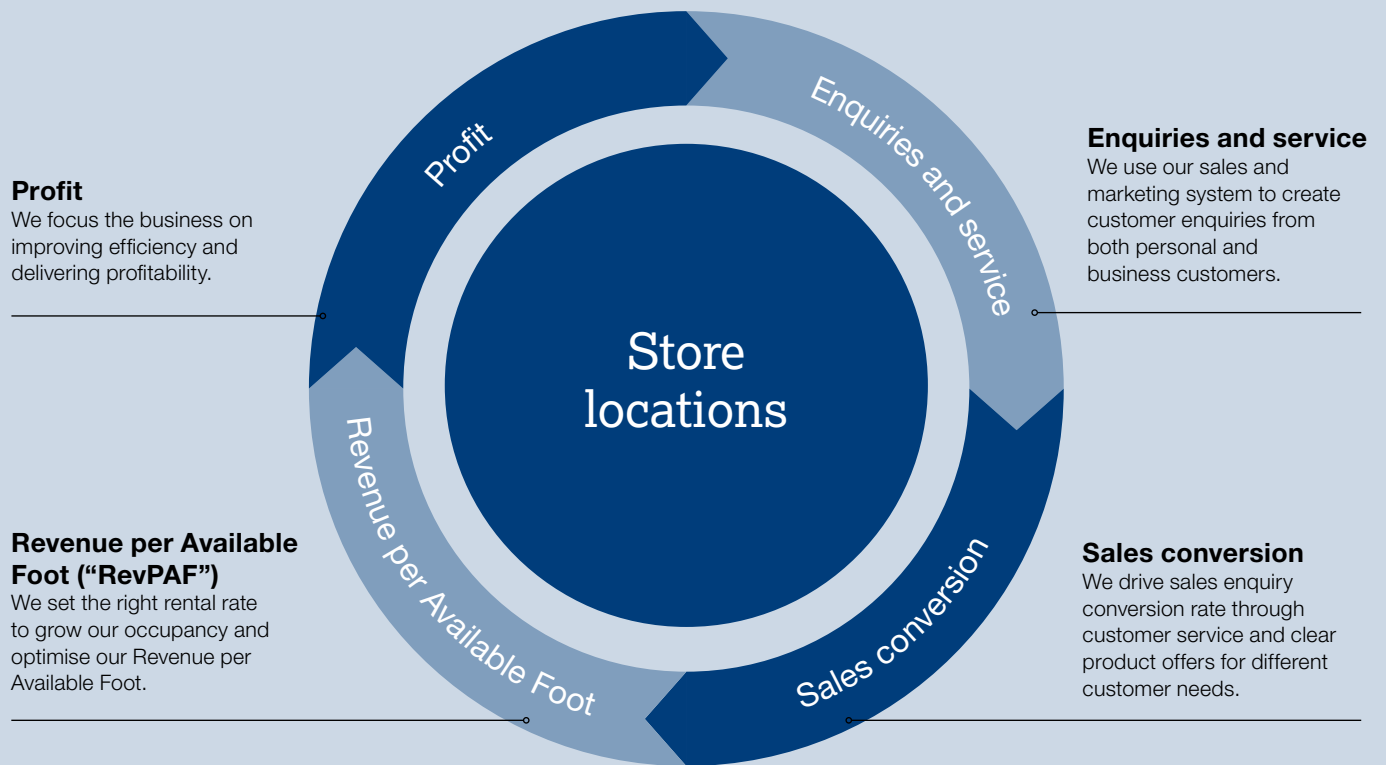 Profit
We focus the business on
improving efficiency and
delivering profitability.
Revenue per Available
Foot (“RevPAF”)
We set the right rental rate
to grow our occupancy and
optimise our Revenue per
Available Foot.
Profit
Enquiries and service
Sales conversion
Revenue per Available Foot
Store
locations
Enquiries and service
We use our sales and
marketing system to create
customer enquiries from
both personal and
business customers.
Sales conversion
We drive sales enquiry
conversion rate through
customer service and clear
product offers for different
customer needs.